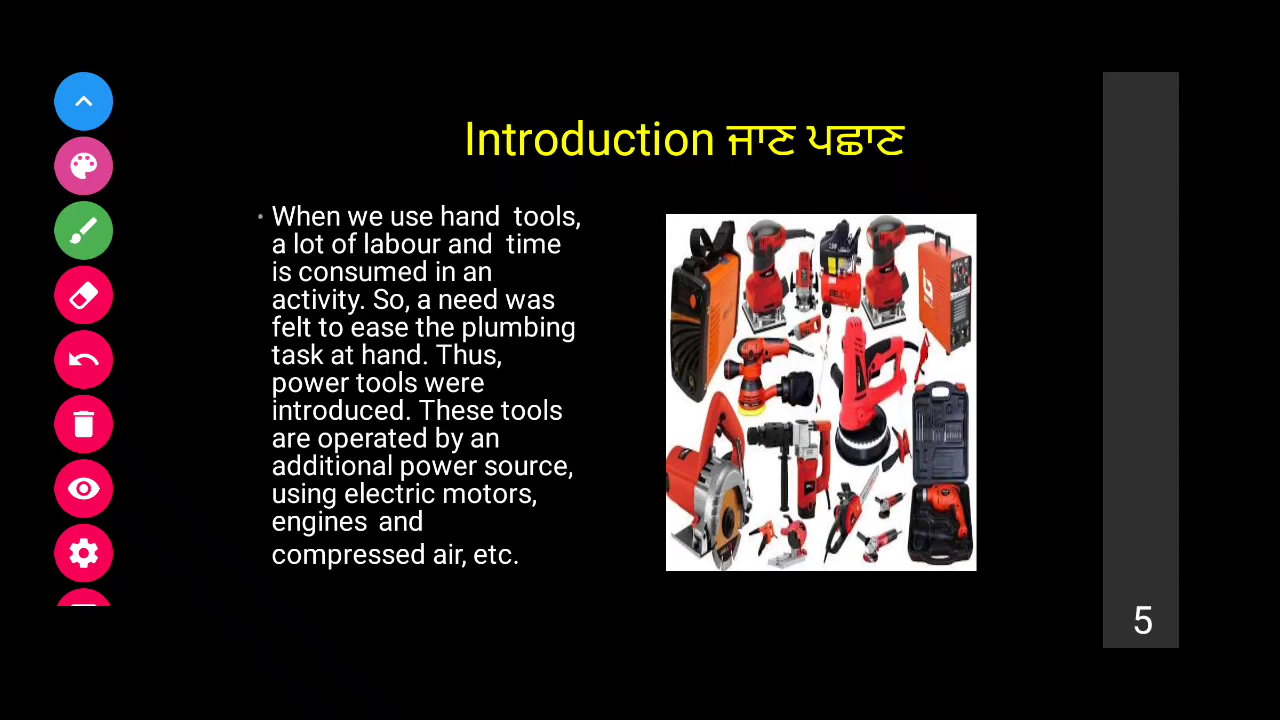 Introduction ਜਾਣ ਪਛਾਣ
• When we use hand tools,
a lot of labour and time
is consumed in an
activity. So, a need was
felt to ease the plumbing
task at hand. Thus,
power tools were
introduced. These tools
are operated by an
additional power source,
using electric motors,
engines and
compressed air, etc.
5